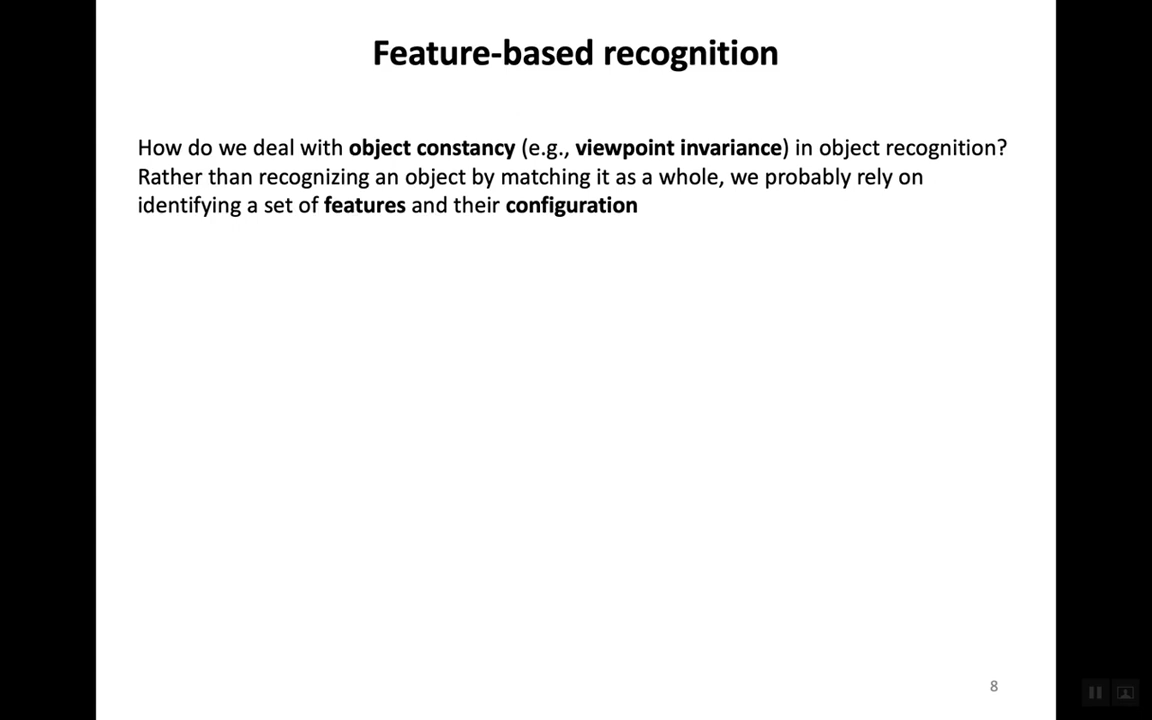 Feature-based recognition
How do we deal with object constancy (e.g., viewpoint invariance) in object recognition?
Rather than recognizing an object by matching it as a whole, we probably rely on
identifying a set of features and their configuration
8